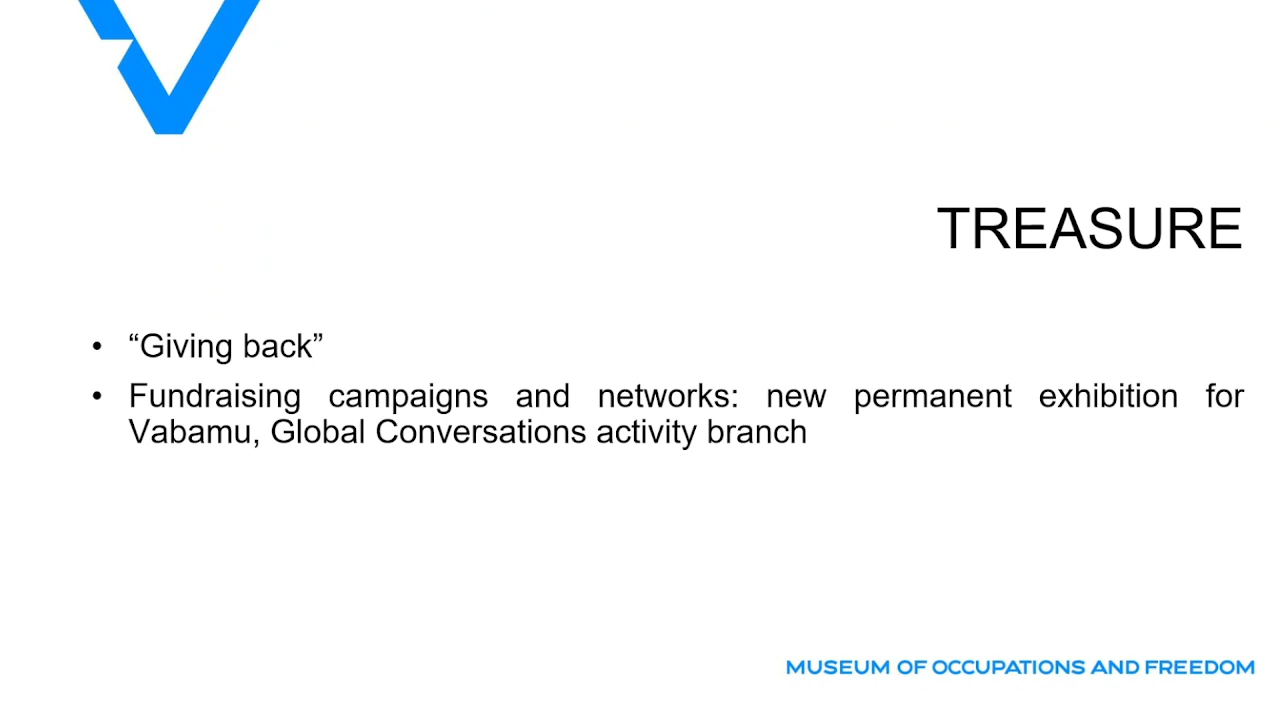 TREASURE
• “Giving back”
• Fundraising campaigns and networks: new permanent exhibition for
Vabamu, Global Conversations activity branch
MUSEUM OF OCCUPATIONS AND FREEDOM